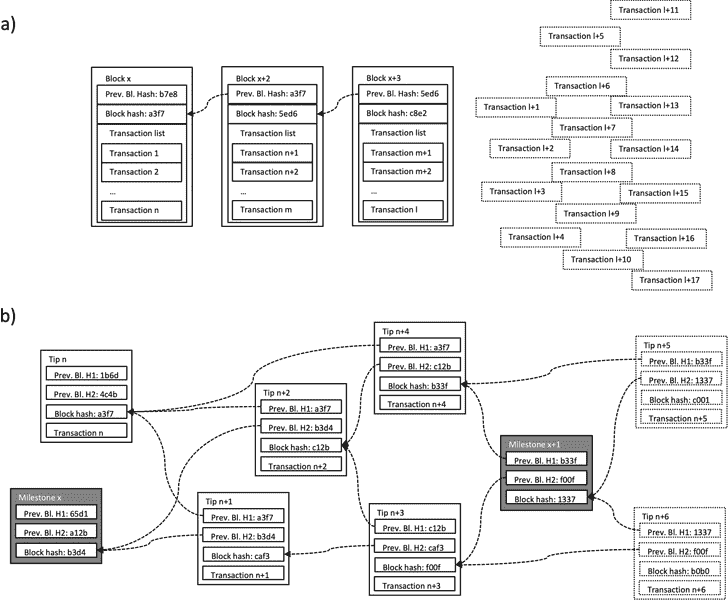 a)
Block x
Prev. Bl. Hash: b7e8
Block hash: a3f7
Transaction list
Transaction 1
Transaction 2
...
Transaction n
Block x+2
Prev. Bl. Hash: a3f7
Block hash: 5ed6
Transaction list
Transaction n+1
Transaction n+2
...
Transaction m
Block x+3
Prev. Bl. Hash: 5ed6
Block hash: c8e2
Transaction list
Transaction m+1
Transaction m+2
...
Transaction l
Transaction l+11
Transaction l+5
Transaction l+12
Transaction l+6
Transaction l+1
Transaction l+13
Transaction l+7
Transaction l+2
Transaction l+14
Transaction l+8
Transaction l+3
Transaction l+15
Transaction l+9
Transaction l+4
Transaction l+16
Transaction l+10
Transaction l+17
b)
Tip n
Prev. Bl. H1: 1b6d
Prev. Bl. H2: 4c4b
Block hash: a3f7
Transaction n
Milestone x
Prev. Bl. H1: 65d1
Prev. Bl. H2: a12b
Block hash: b3d4
Tip n+2
Prev. Bl. H1: a3f7
Prev. Bl. H2: b3d4
Block hash: c12b
Transaction n+2
Tip n+1
Prev. Bl. H1: a3f7
Prev. Bl. H2: b3d4
Block hash: caf3
Transaction n+1
Tip n+4
Prev. Bl. H1: a3f7
Prev. Bl. H2: c12b
Block hash: b33f
Transaction n+4
Tip n+3
Prev. Bl. H1: c12b
Prev. Bl. H2: caf3
Block hash: f00f
Transaction n+3
Milestone x+1
Prev. Bl. H1: b33f
Prev. Bl. H2: f00f
Block hash: 1337
Tip n+5
Prev. Bl. H1: b33f
Prev. Bl. H2: 1337
Block hash: c001
Transaction n+5
Tip n+6
Prev. Bl. H1: 1337
Prev. Bl. H2: f00f
Block hash: b0b0
Transaction n+6